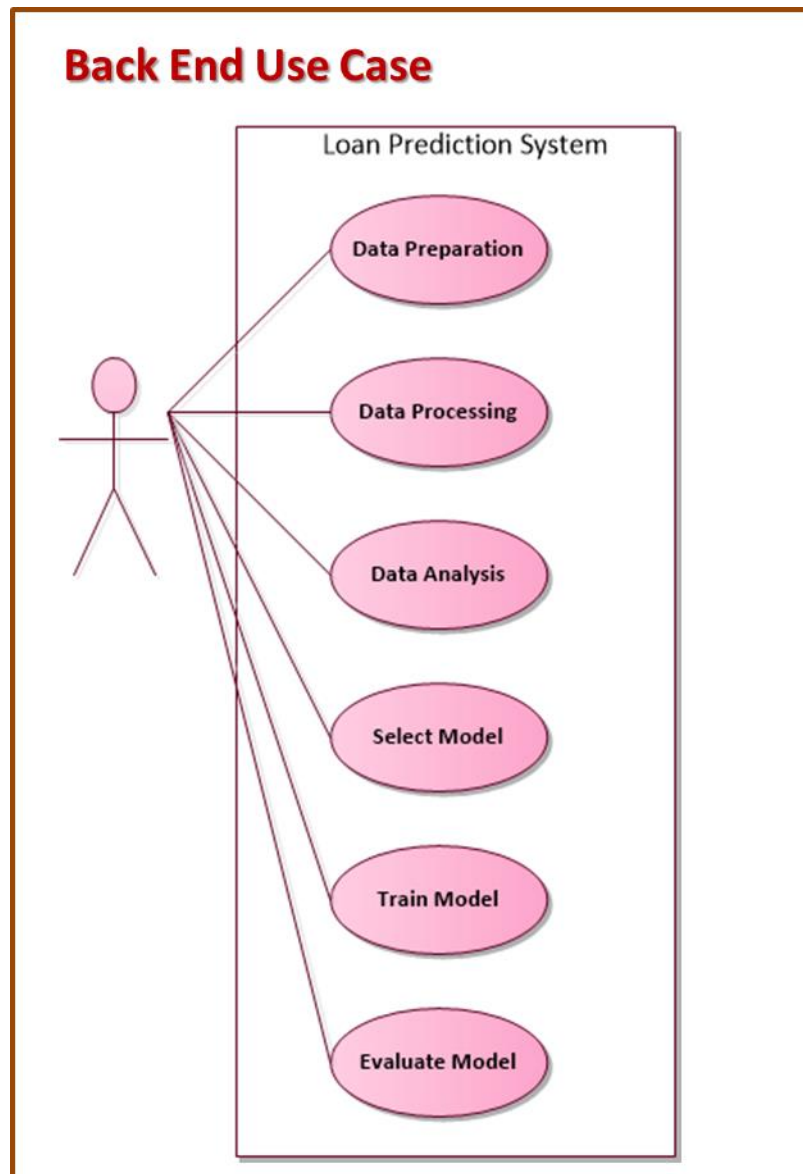 Back End Use Case
Loan Prediction System
Data Preparation
Data Processing
Data Analysis
Select Model
Train Model
Evaluate Model